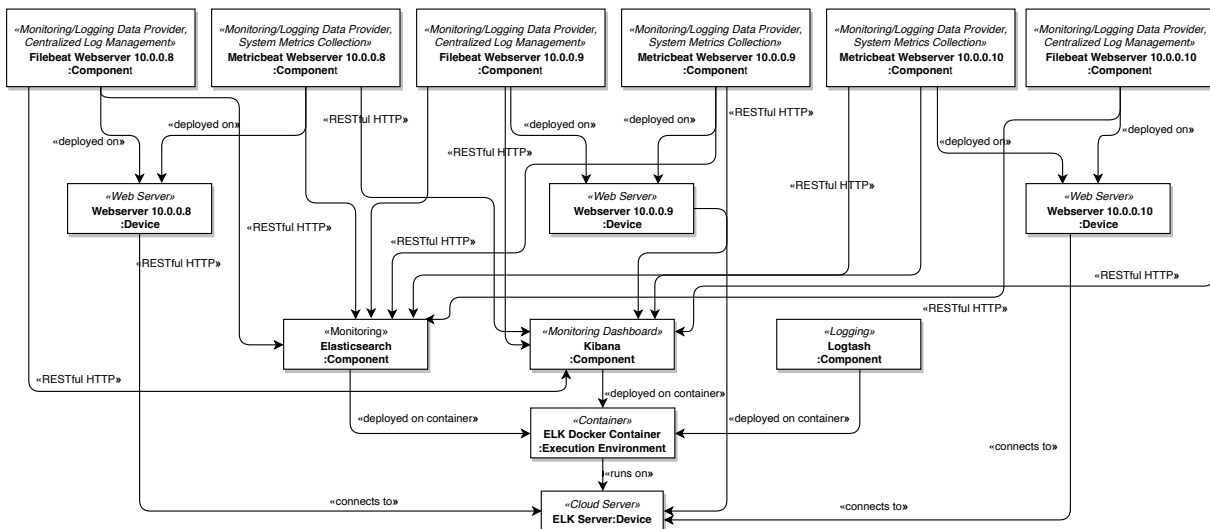 «Monitoring/Logging Data Provider,
Centralized Log Management»
Filebeat Webserver 10.0.0.8
:Component
«Monitoring/Logging Data Provider,
System Metrics Collection»
Metricbeat Webserver 10.0.0.8
:Component
«Monitoring/Logging Data Provider,
Centralized Log Management»
Filebeat Webserver 10.0.0.9
:Component
«Monitoring/Logging Data Provider,
System Metrics Collection»
Metricbeat Webserver 10.0.0.9
:Component
«Monitoring/Logging Data Provider,
System Metrics Collection»
Metricbeat Webserver 10.0.0.10
:Component
«Monitoring/Logging Data Provider,
Centralized Log Management»
Filebeat Webserver 10.0.0.10
:Component
«deployed on»
«RESTful HTTP»
«deployed on»
«RESTful HTTP»
«deployed on»
«deployed on»
«deployed on»
«RESTful HTTP»
«deployed on»
«deployed on»
«RESTful HTTP»
«Web Server»
Webserver 10.0.0.8
:Device
«Web Server»
Webserver 10.0.0.9
:Device
«Web Server»
Webserver 10.0.0.10
:Device
«RESTful HTTP»
«RESTful HTTP»
«RESTful HTTP»
«RESTful HTTP»
«RESTful HTTP»
«RESTful HTTP»
«RESTful HTTP»
«Monitoring»
Elasticsearch
:Component
«Monitoring Dashboard»
Kibana
:Component
«Logging»
Logtash
:Component
«RESTful HTTP»
«deployed on container»
«deployed on container»
«deployed on container»
«Container»
ELK Docker Container
:Execution Environment
«connects to»
«runs on»
«connects to»
«connects to»
«Cloud Server»
ELK Server:Device